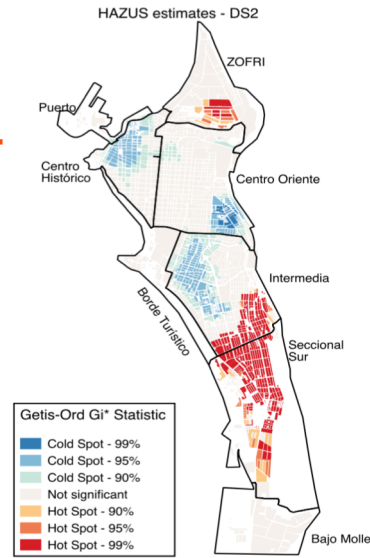 HAZUS estimates - DS2
ZOFRI
Puerto
Centro
Histórico
Centro Oriente
Intermedia
Borde Turístico
Seccional
Sur
Getis-Ord Gi* Statistic
Cold Spot - 99%
Cold Spot - 95%
Cold Spot - 90%
Not significant
Hot Spot - 90%
Hot Spot - 95%
Hot Spot - 99%
Bajo Molle